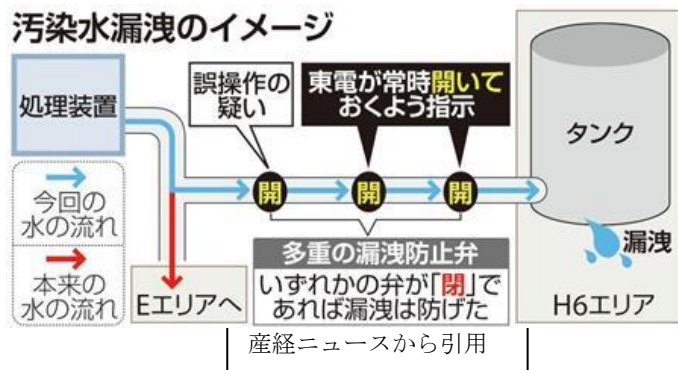 汚染水漏洩のイメージ
処理装置
誤操作の
疑い
東電が常時開いて
おくよう指示
タンク
開
開
開
今回の
水の流れ
本来の
水の流れ
漏洩
多重の漏洩防止弁
いずれかの弁が「閉」で
あれば漏洩は防げた
Eエリアへ
H6エリア
産経ニュースから引用